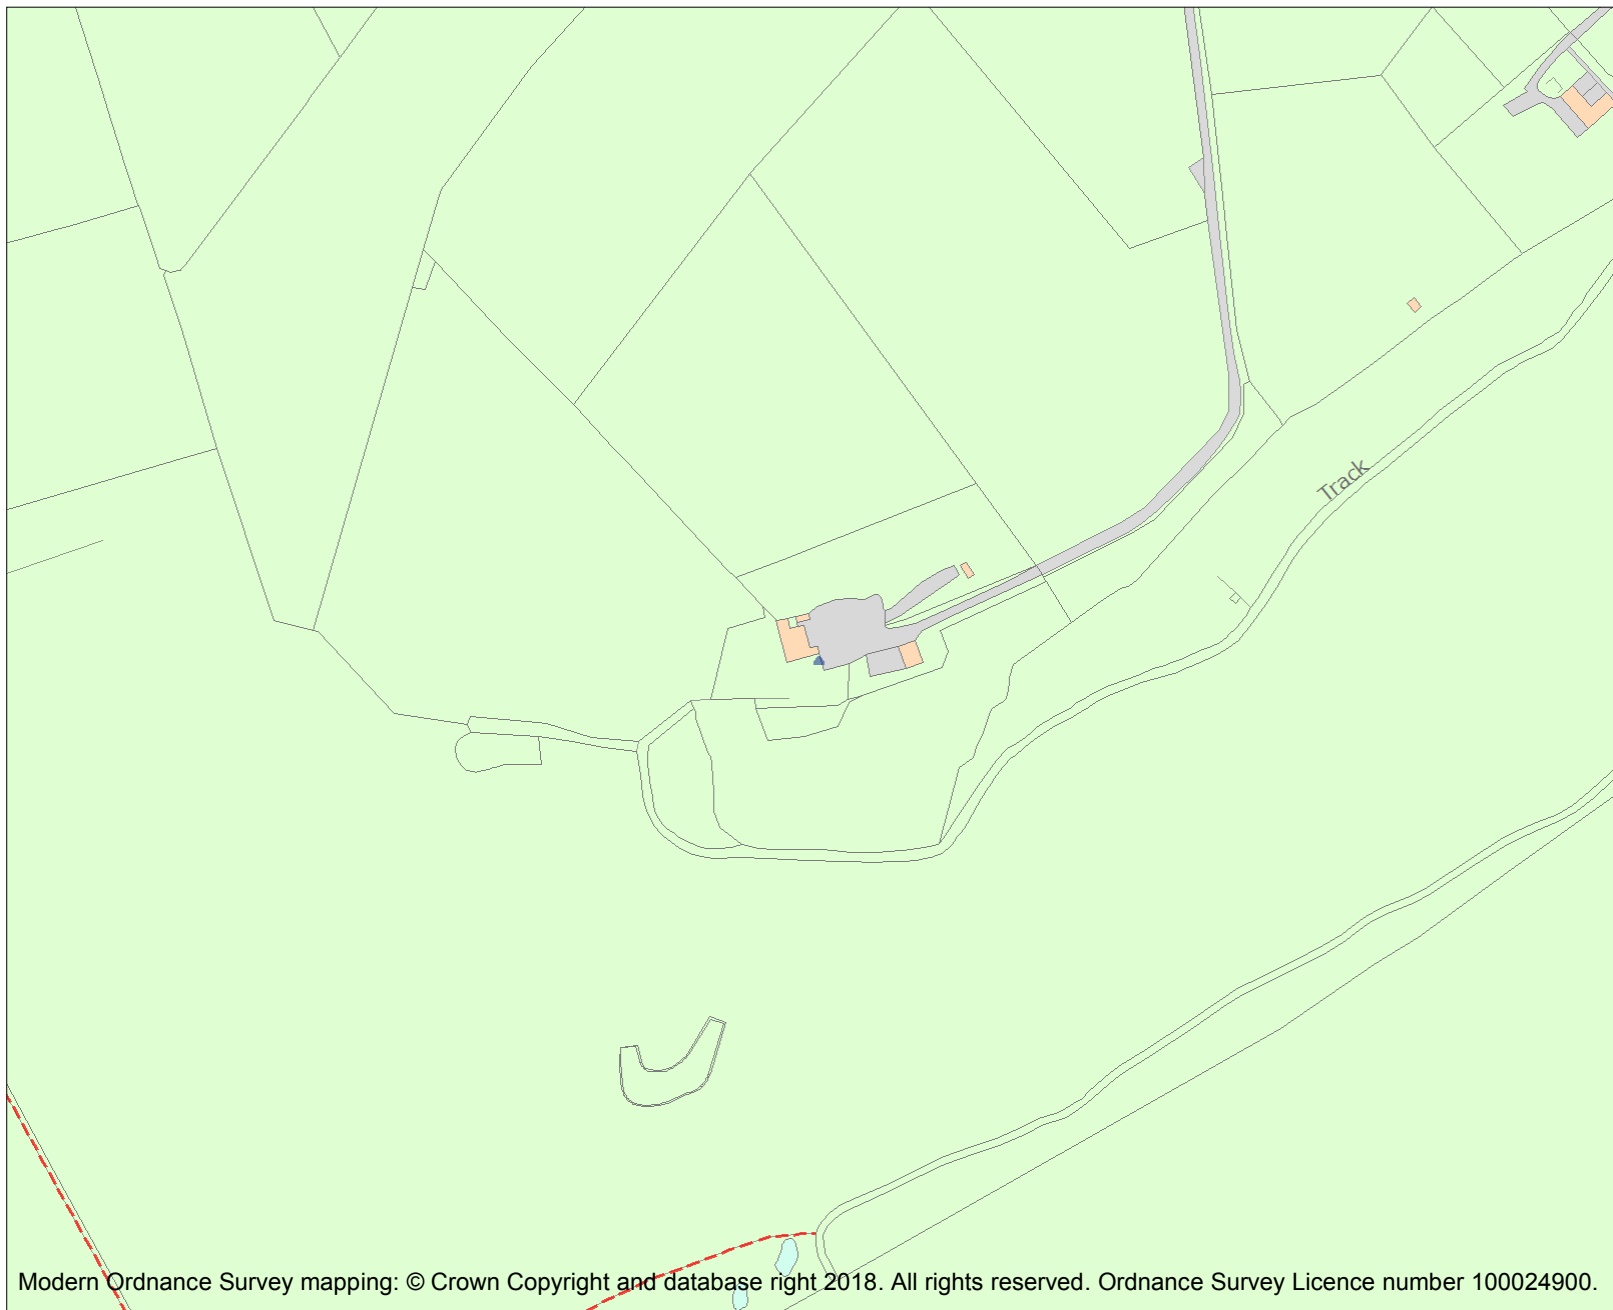 Track
Modern Ordnance Survey mapping: © Crown Copyright and database right 2018. All rights reserved. Ordnance Survey Licence number 100024900.